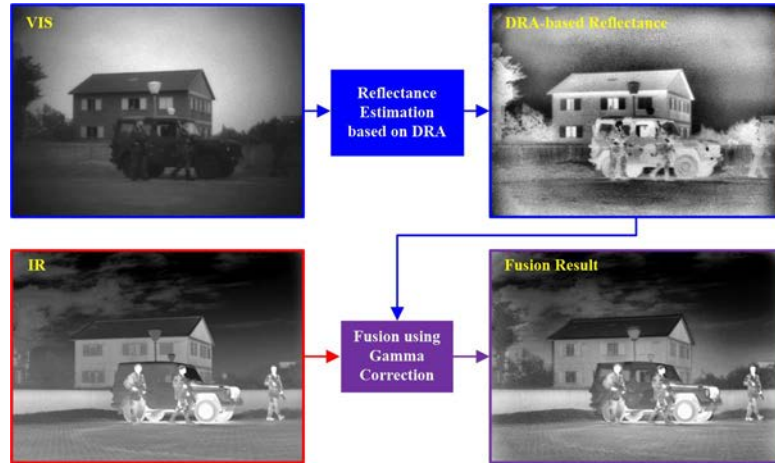 VIS
Reflectance
Estimation
based on DRA
DRA-based Reflectance
IR
Fusion using
Gamma
Correction
Fusion Result